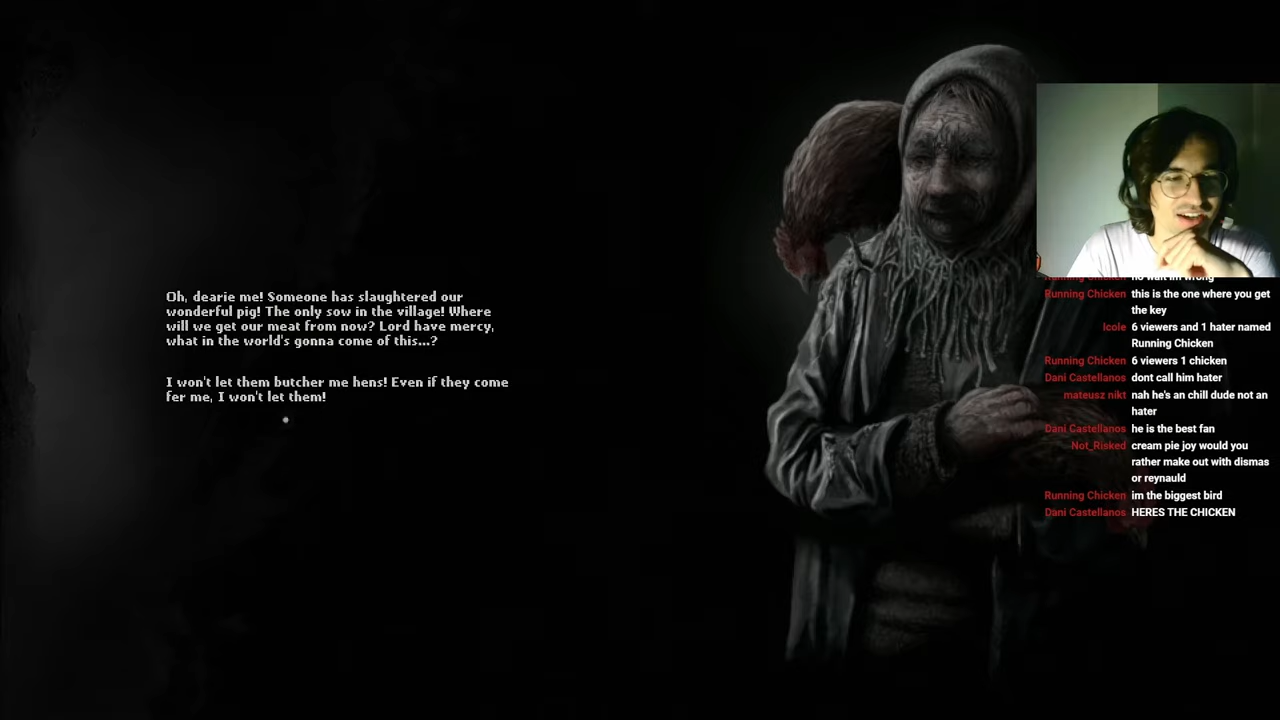 Oh, dearie me! Someone has slaughtered our
wonderful pig! The only sow in the village! Where
will we get our meat from now? Lord have mercy,
what in the world's gonna come of this...?
I won't let them butcher me hens! Even if they come
fer me, I won't let them!
Running Chicken no wait im wrong
Running Chicken this is the one where you get
the key
Icole 6 viewers and 1 hater named
Running Chicken
Running Chicken 6 viewers 1 chicken
Dani Castellanos dont call him hater
mateusz nikt nah he's an chill dude not an
hater
Dani Castellanos he is the best fan
Not_Risked cream pie joy would you
rather make out with dismas
or reynauld
Running Chicken im the biggest bird
Dani Castellanos HERES THE CHICKEN